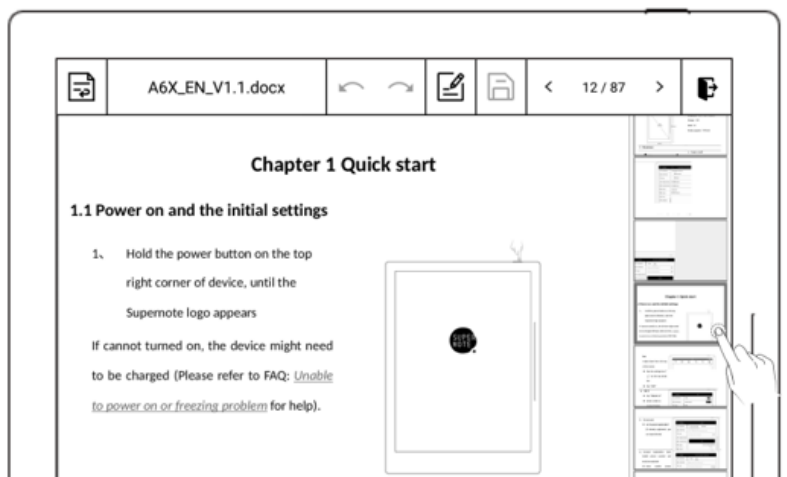 A6X_EN_V1.1.docx
12 / 87
Chapter 1 Quick start
1.1 Power on and the initial settings
1、 Hold the power button on the top
right corner of device, until the
Supernote logo appears
If cannot turned on, the device might need
to be charged (Please refer to FAQ: Unable
to power on or freezing problem for help).
SUPER
NOTE